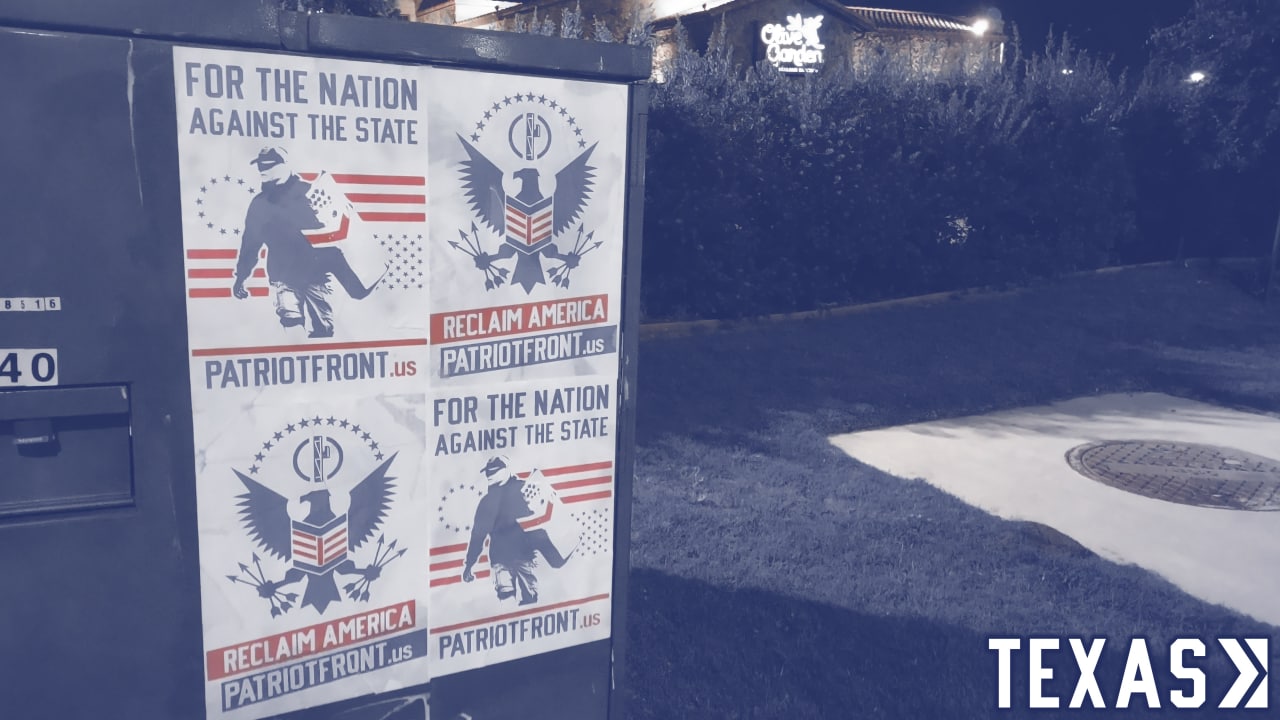 Olive
Garden
8516
40
FOR THE NATION
AGAINST THE STATE
PATRIOTFRONT.us
RECLAIM AMERICA
PATRIOTFRONT.us
RECLAIM AMERICA
PATRIOTFRONT.us
FOR THE NATION
AGAINST THE STATE
PATRIOTFRONT.us
TEXAS